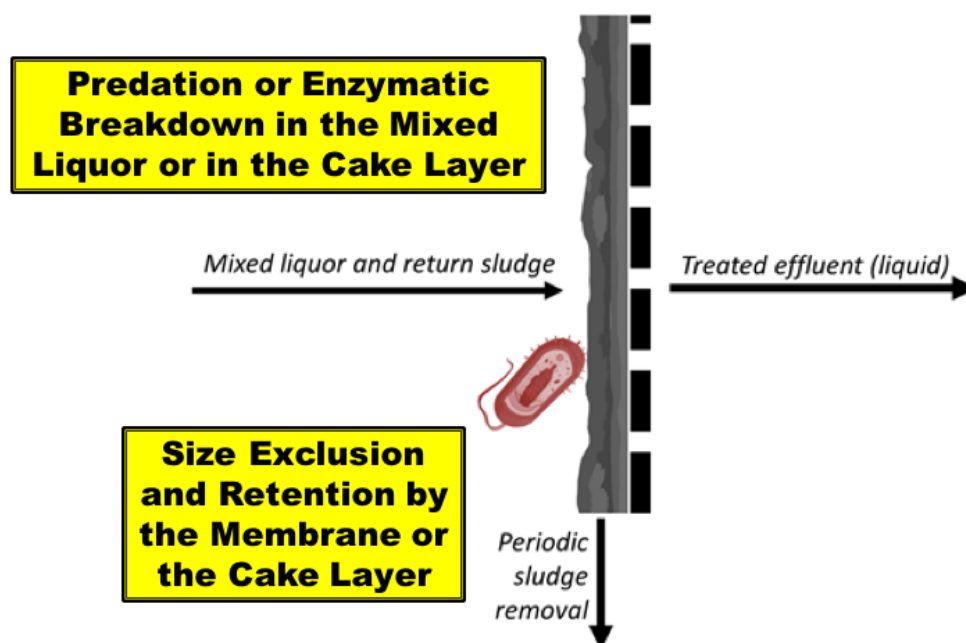 Predation or Enzymatic
Breakdown in the Mixed
Liquor or in the Cake Layer
Mixed liquor and return sludge
Treated effluent (liquid)
Size Exclusion
and Retention by
the Membrane or
the Cake Layer
Periodic
sludge
removal